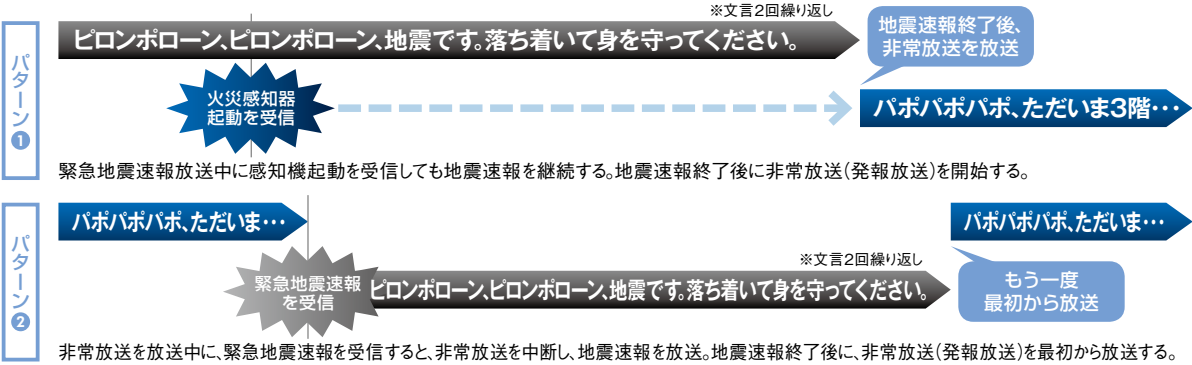 ※文言2回繰り返し
パターン❶
ピロンポローン、ピロンポローン、地震です。落ち着いて身を守ってください。
地震速報終了後、
非常放送を放送
火災感知器
起動を受信
パポパポパポ、ただいま3階･･･
緊急地震速報放送中に感知機起動を受信しても地震速報を継続する。地震速報終了後に非常放送(発報放送)を開始する。
パターン❷
パポパポパポ、ただいま･･･
パポパポパポ、ただいま･･･
※文言2回繰り返し
緊急地震速報
を受信
ピロンポローン、ピロンポローン、地震です。落ち着いて身を守ってください。
もう一度
最初から放送
非常放送を放送中に、緊急地震速報を受信すると、非常放送を中断し、地震速報を放送。地震速報終了後に、非常放送(発報放送)を最初から放送する。